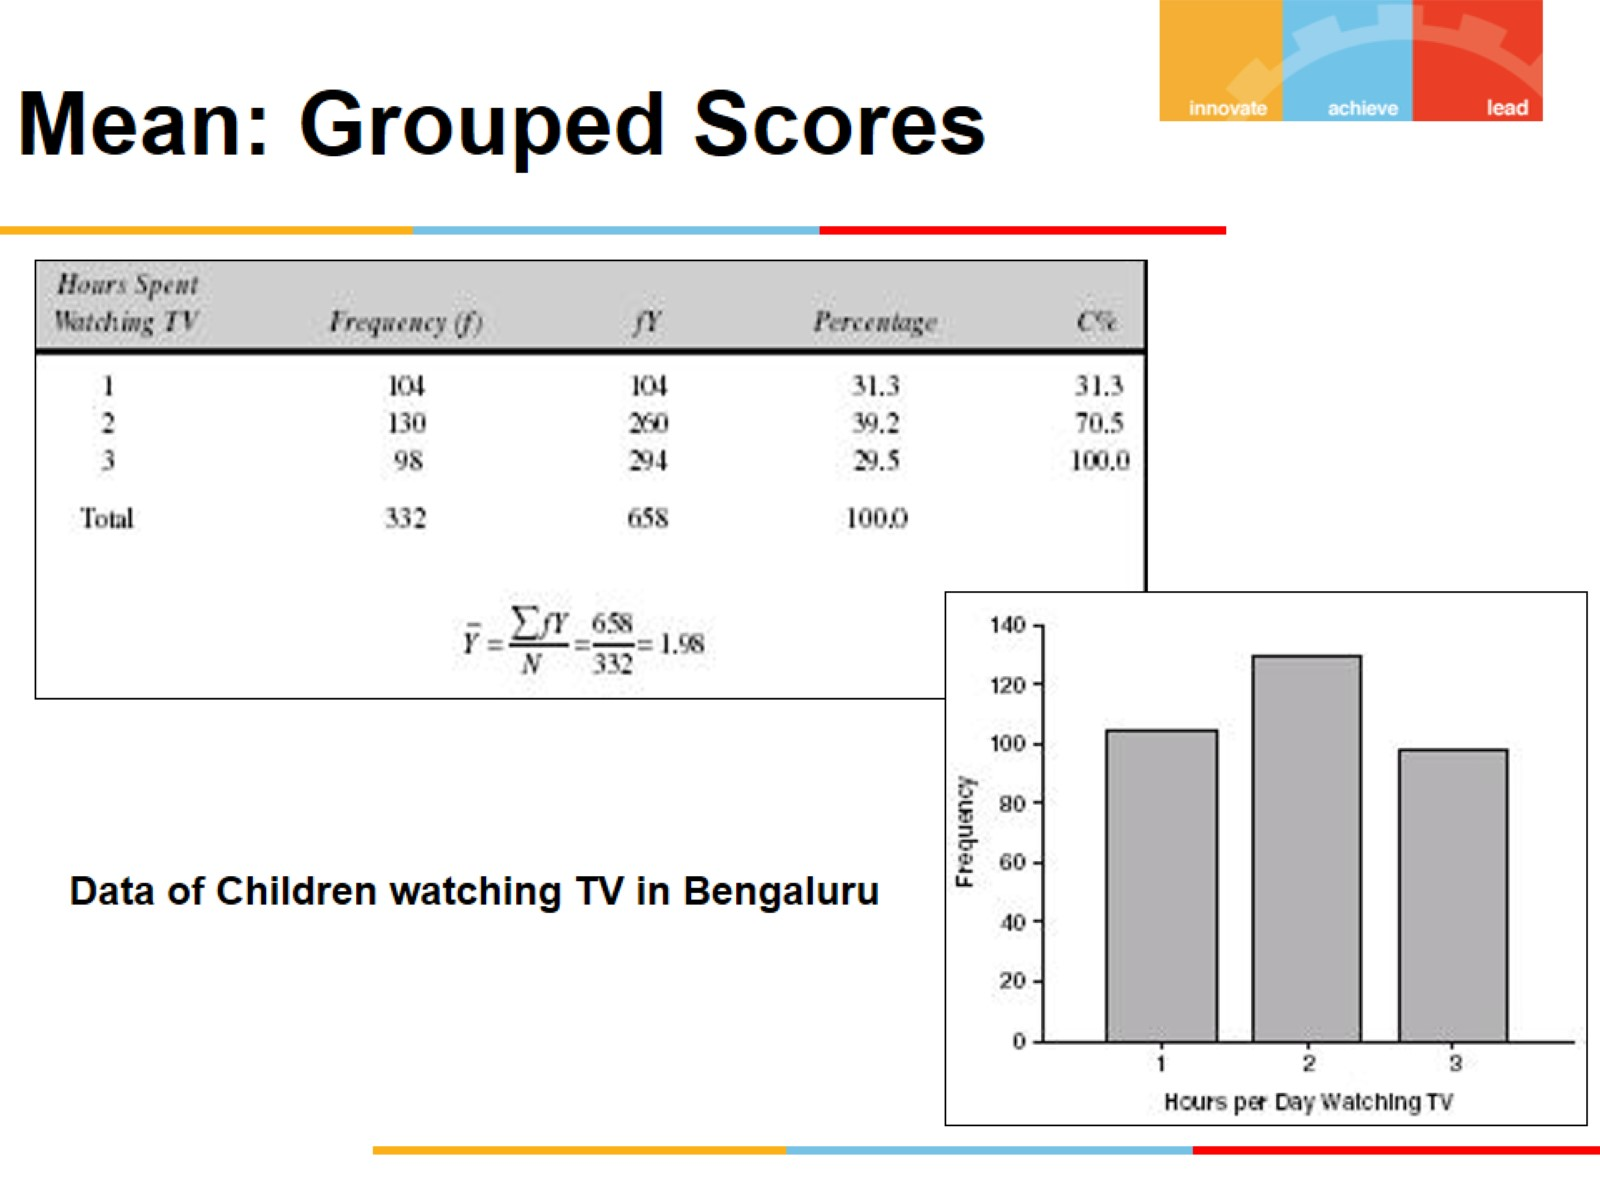 innovate achieve lead
Mean: Grouped Scores
Hours Spent
Watching TV Frequency (f) fY Percentage C%
1 104 104 31.3 31.3
2 130 260 39.2 70.5
3 98 294 29.5 100.0
Total 332 658 100.0
Ȳ = ∑fY/N = 658/332 = 1.98
140
120
100
80
60
40
20
0
Frequency
1 2 3
Hours per Day Watching TV
Data of Children watching TV in Bengaluru